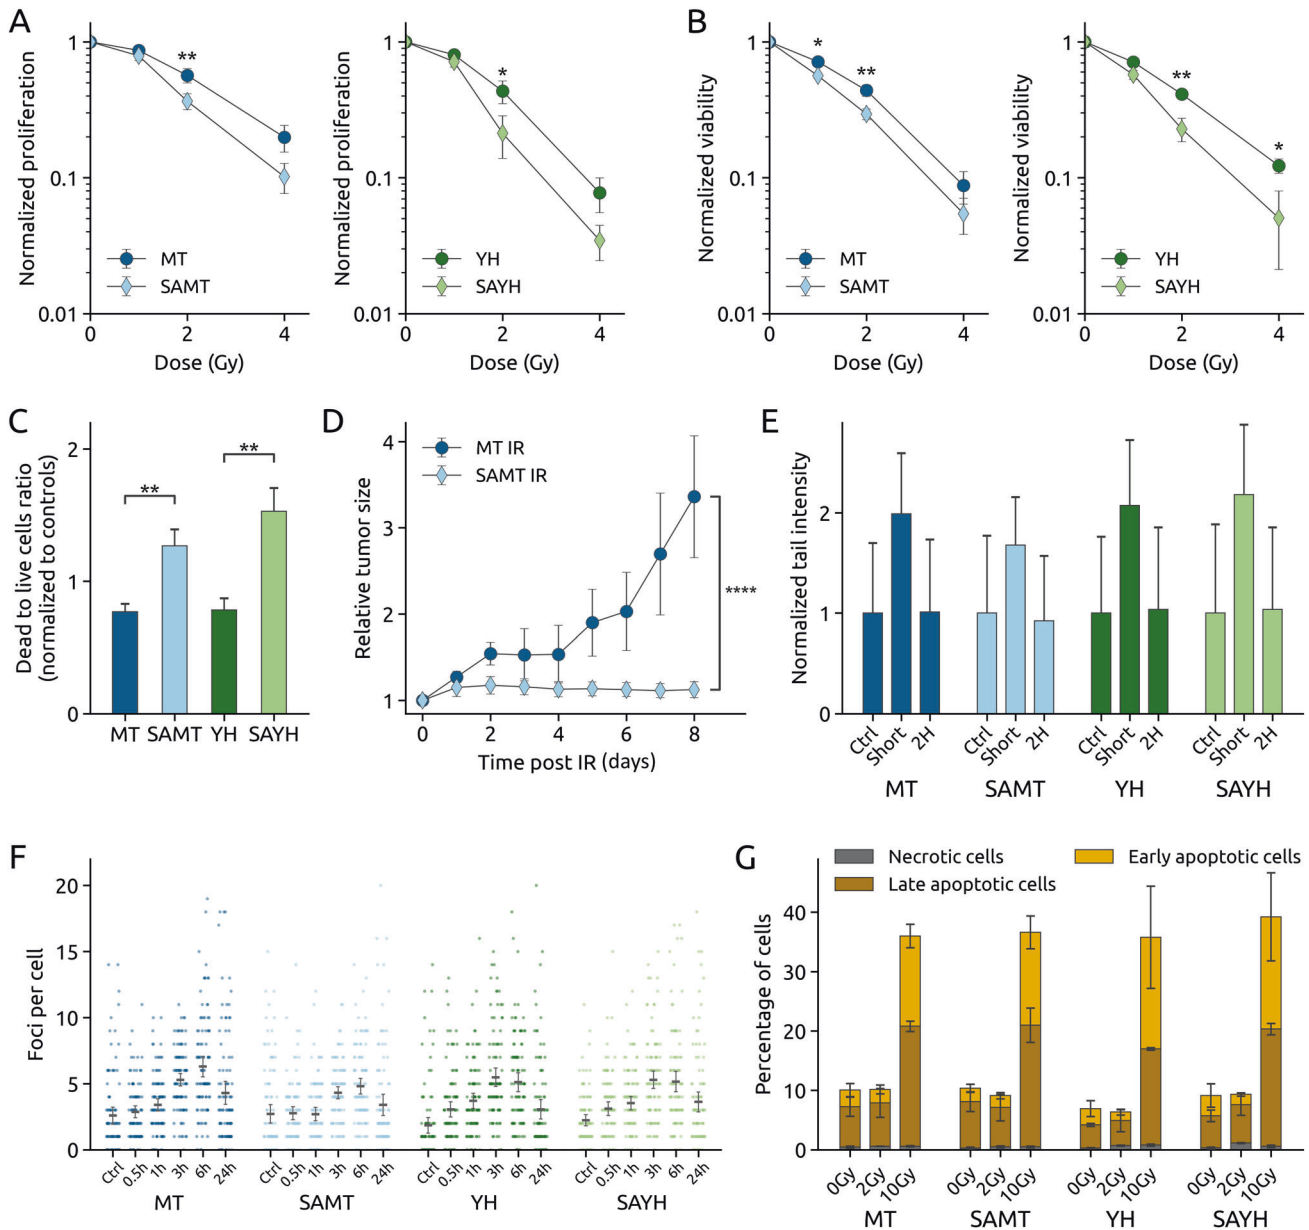 A
Normalized proliferation
1
0.1
0.01
**
MT
SAMT
0
2
4
Dose (Gy)
Normalized proliferation
1
0.1
0.01
*
YH
SAYH
0
2
4
Dose (Gy)
B
Normalized viability
1
0.1
0.01
*
**
MT
SAMT
0
2
4
Dose (Gy)
Normalized viability
1
0.1
0.01
**
*
YH
SAYH
0
2
4
Dose (Gy)
C
Dead to live cells ratio
(normalized to controls)
2
1
0
**
**
MT
SAMT
YH
SAYH
D
Relative tumor size
4
3
2
1
MT IR
SAMT IR
****
0
2
4
6
8
Time post IR (days)
E
Normalized tail intensity
2
1
0
Ctrl
Short
2H
Ctrl
Short
2H
Ctrl
Short
2H
Ctrl
Short
2H
MT
SAMT
YH
SAYH
F
Foci per cell
20
15
10
5
0
Ctrl
0.5h
1h
3h
6h
24h
Ctrl
0.5h
1h
3h
6h
24h
Ctrl
0.5h
1h
3h
6h
24h
Ctrl
0.5h
1h
3h
6h
24h
MT
SAMT
YH
SAYH
G
Necrotic cells
Early apoptotic cells
Late apoptotic cells
Percentage of cells
40
30
20
10
0
0Gy
2Gy
10Gy
0Gy
2Gy
10Gy
0Gy
2Gy
10Gy
0Gy
2Gy
10Gy
MT
SAMT
YH
SAYH